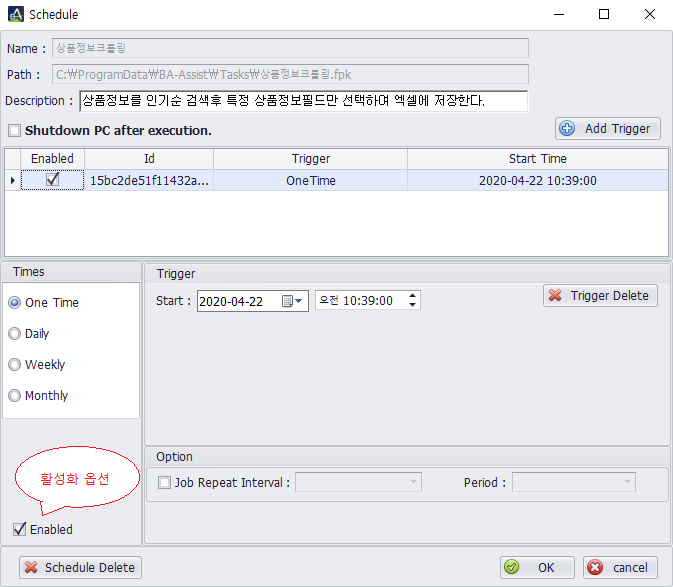 Schedule
Name : 상품정보크롤링
Path : C:₩ProgramData₩BA-Assist₩Tasks₩상품정보크롤링.fpk
Description : 상품정보를 인기순 검색후 특정 상품정보필드만 선택하여 엑셀에 저장한다.
Shutdown PC after execution.
Add Trigger
Enabled Id Trigger Start Time
15bc2de51f11432a... OneTime 2020-04-22 10:39:00
Times
Trigger
One Time
Start : 2020-04-22 오전 10:39:00
Trigger Delete
Daily
Weekly
Monthly
Option
활성화 옵션
Job Repeat Interval : Period :
Enabled
Schedule Delete OK cancel